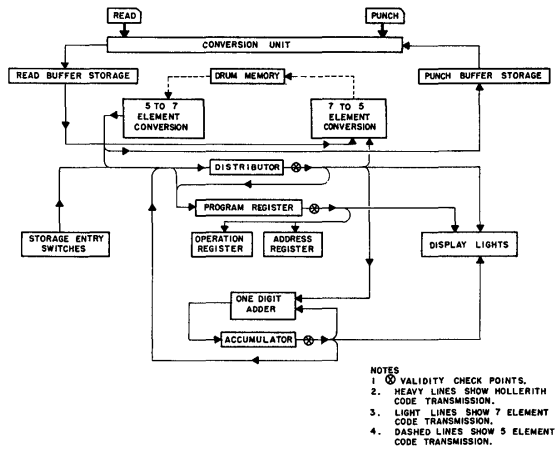 READ
PUNCH
CONVERSION UNIT
READ BUFFER STORAGE
DRUM MEMORY
PUNCH BUFFER STORAGE
5 TO 7
ELEMENT
CONVERSION
7 TO 5
ELEMENT
CONVERSION
DISTRIBUTOR
PROGRAM REGISTER
STORAGE ENTRY
SWITCHES
OPERATION
REGISTER
ADDRESS
REGISTER
DISPLAY LIGHTS
ONE DIGIT
ADDER
ACCUMULATOR
NOTES
1 ⊗ VALIDITY CHECK POINTS.
2. HEAVY LINES SHOW HOLLERITH
CODE TRANSMISSION.
3. LIGHT LINES SHOW 7 ELEMENT
CODE TRANSMISSION.
4. DASHED LINES SHOW 5 ELEMENT
CODE TRANSMISSION.